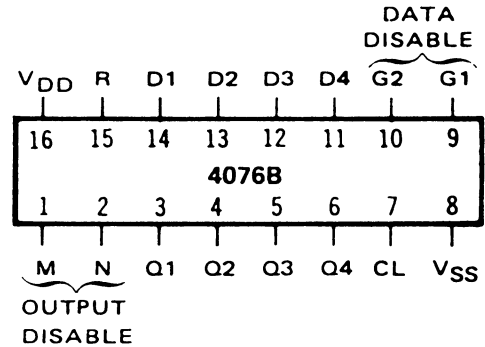 DATA
DISABLE
VDD R D1 D2 D3 D4 G2 G1
16 15 14 13 12 11 10 9
4076B
1 2 3 4 5 6 7 8
M N Q1 Q2 Q3 Q4 CL VSS
OUTPUT
DISABLE